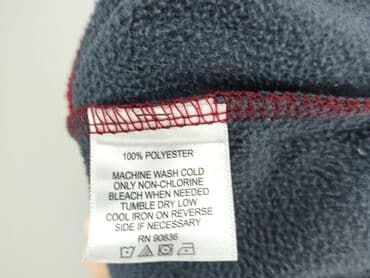 100% POLYESTER
MACHINE WASH COLD
ONLY NON-CHLORINE
BLEACH WHEN NEEDED
TUMBLE DRY LOW
COOL IRON ON REVERSE
SIDE IF NECESSARY
RN 90836